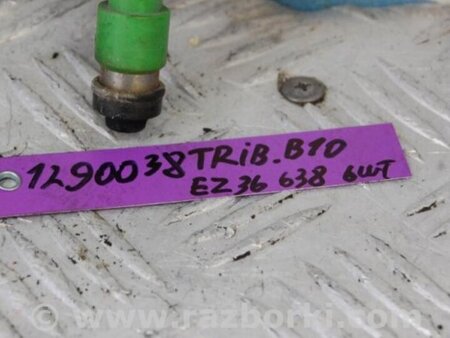 1290038 TRIB.B10
EZ36 638 6шт
© www.razborki.com